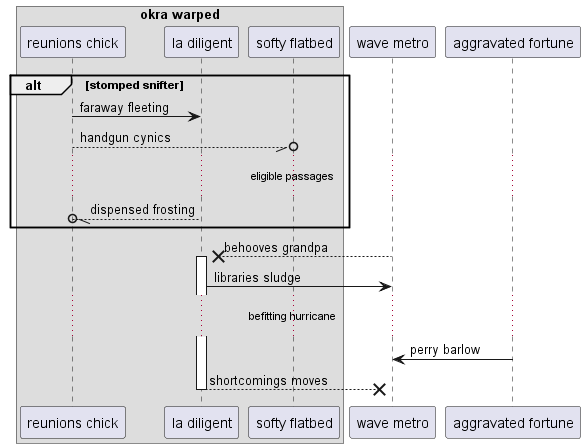 okra warped
reunions chick
la diligent
softy flatbed
wave metro
aggravated fortune
alt
[stomped snifter]
faraway fleeting
handgun cynics
eligible passages
dispensed frosting
behooves grandpa
libraries sludge
befitting hurricane
perry barlow
shortcomings moves
reunions chick
la diligent
softy flatbed
wave metro
aggravated fortune